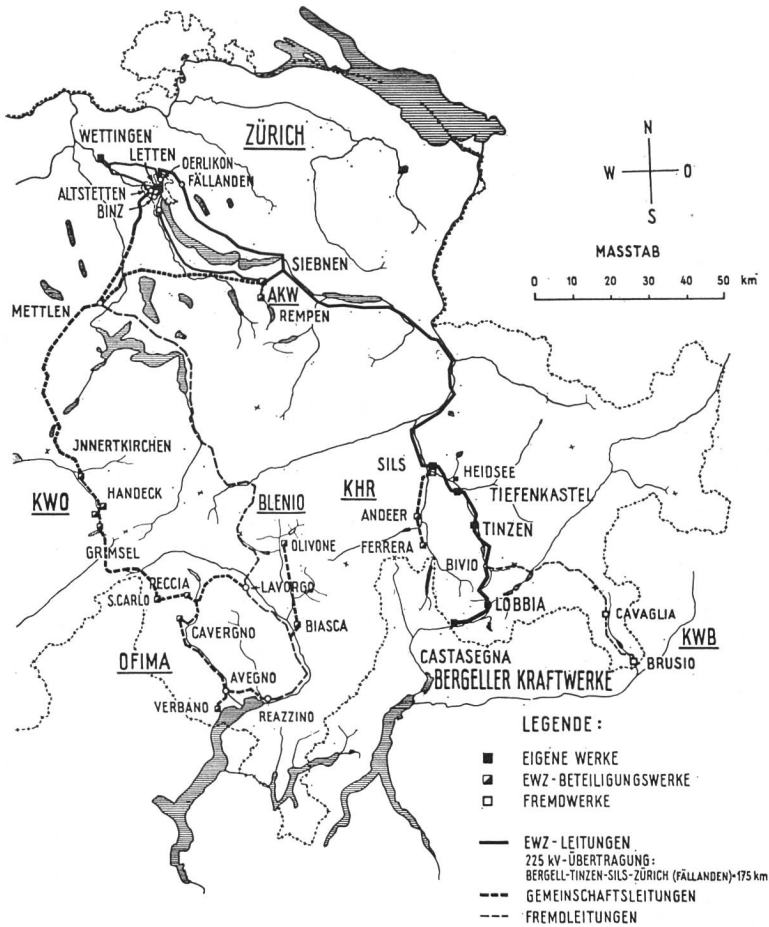 WETTINGEN
LETTEN
ZÜRICH
OERLIKON
FÄLLANDEN
ALTSTETTEN
BINZ
N
W
O
S
MASSTAB
0 10 20 30 40 50 km
SIEBNEN
METTLEN
AKW
REMPEN
JNNERTKIRCHEN
SILS
HEIDSEE
KHR
TIEFENKASTEL
KWO
HANDECK
BLENIO
ANDEER
TINZEN
OLIVONE
FERRERA
GRIMSEL
BIVIO
PECCIA
S.CARLO
LAVORGO
LOBBIA
CAVAGLIA
CAVERGNO
BIASCA
KWB
OFIMA
CASTASEGNA
BRUSIO
AVEGNO
BERGELLER KRAFTWERKE
VERBANO
REAZZINO
LEGENDE:
EIGENE WERKE
EWZ-BETEILIGUNGSWERKE
FREMDWERKE
EWZ-LEITUNGEN
225 kV-ÜBERTRAGUNG:
BERGELL-TINZEN-SILS-ZÜRICH (FÄLLANDEN)=175 km
GEMEINSCHAFTSLEITUNGEN
FREMDLEITUNGEN